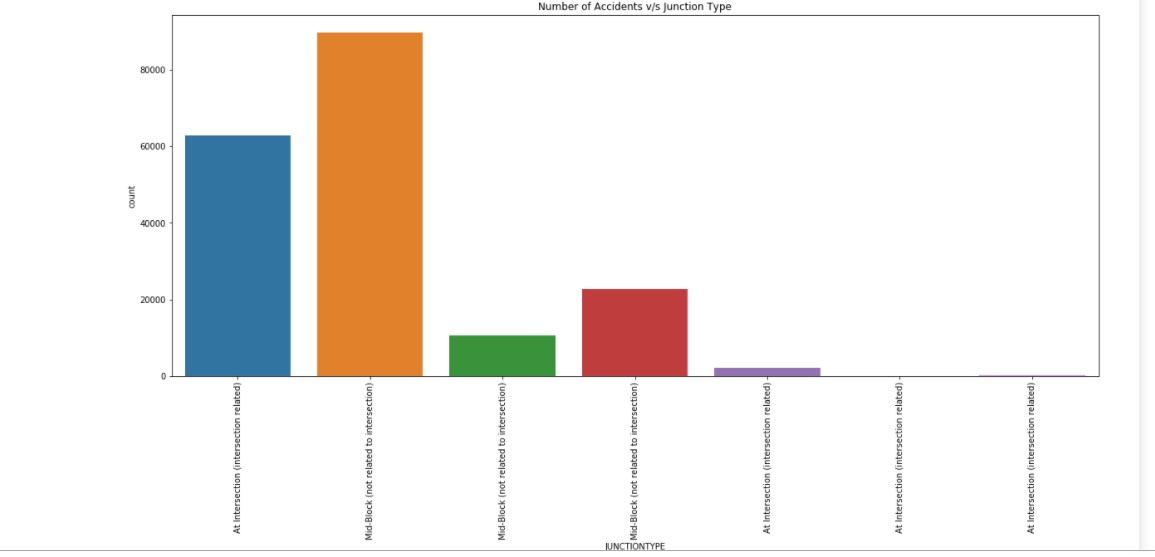 Number of Accidents v/s Junction Type
80000
60000
40000
20000
0
count
At Intersection (intersection related)
Mid-Block (not related to intersection)
Mid-Block (not related to intersection)
Mid-Block (not related to intersection)
At Intersection (intersection related)
At Intersection (intersection related)
At Intersection (intersection related)
JUNCTIONTYPE